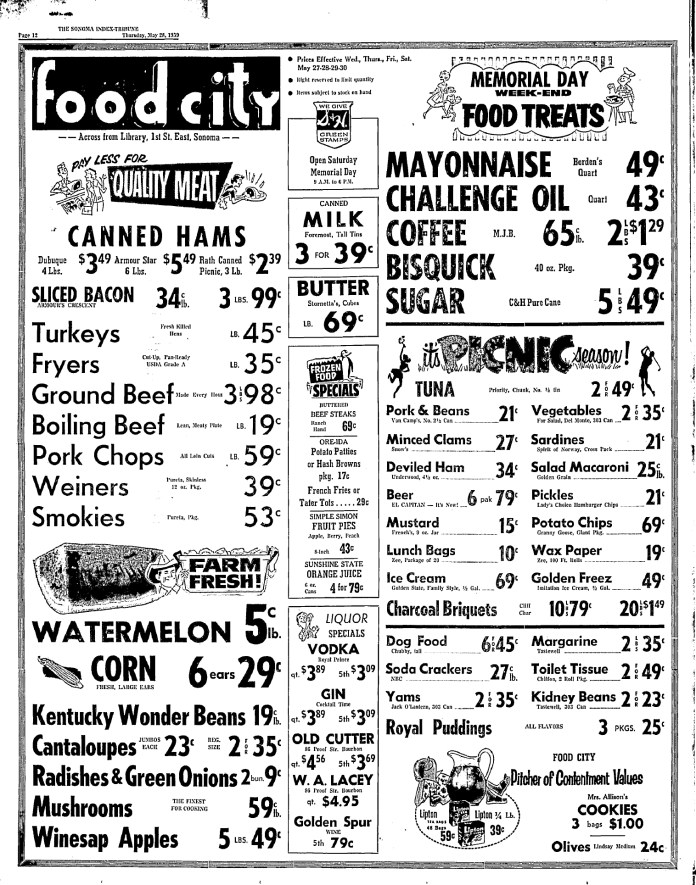 Page 12
THE SONOMA INDEX-TRIBUNE
Thursday, May 28, 1959
food city
— — Across from Library, 1st St. East, Sonoma — —
PAY LESS FOR
QUALITY MEAT
CANNED HAMS
Dubuque 4 Lbs. $3.49 Armour Star 6 Lbs. $5.49 Rath Canned Picnic, 3 Lb. $2.39
SLICED BACON 34¢ lb. 3 LBS. 99¢
ARMOUR'S CRESCENT
Turkeys Fresh Killed Hens LB. 45¢
Fryers Cut-Up, Pan-Ready USDA Grade A LB. 35¢
Ground Beef Made Every Hour 3 LBS 98¢
Boiling Beef Lean, Meaty Plate LB. 19¢
Pork Chops All Loin Cuts LB. 59¢
Weiners Pureta, Skinless 12 oz. Pkg. 39¢
Smokies Pureta, Pkg. 53¢
FARM FRESH!
WATERMELON 5¢ lb.
CORN 6 ears 29¢
FRESH, LARGE EARS
Kentucky Wonder Beans 19¢ lb.
Cantaloupes JUMBOS EACH 23¢ REG. SIZE 2 FOR 35¢
Radishes & Green Onions 2 bun. 9¢
Mushrooms THE FINEST FOR COOKING 59¢ lb.
Winesap Apples 5 LBS. 49¢
• Prices Effective Wed., Thurs., Fri., Sat.
May 27-28-29-30
• Right reserved to limit quantity
• Items subject to stock on hand
WE GIVE
S&H
GREEN STAMPS
Open Saturday
Memorial Day
9 A.M. to 6 P.M.
CANNED
MILK
Foremost, Tall Tins
3 FOR 39¢
BUTTER
Stornetta's, Cubes
LB. 69¢
FROZEN FOOD
SPECIALS
BUTTERED
BEEF STEAKS
Ranch Hand 69¢
ORE-IDA
Potato Patties
or Hash Browns
pkg. 17c
French Fries or
Tater Tots ..... 29c
SIMPLE SIMON
FRUIT PIES
Apple, Berry, Peach
8-inch 43¢
SUNSHINE STATE
ORANGE JUICE
6 oz. Cans 4 for 79¢
LIQUOR
SPECIALS
VODKA
Royal Prince
qt. $3.89 5th $3.09
GIN
Cocktail Time
qt. $3.89 5th $3.09
OLD CUTTER
86 Proof Str. Bourbon
qt. $4.56 5th $3.69
W. A. LACEY
86 Proof Str. Bourbon
qt. $4.95
Golden Spur
WINE
5th 79¢
MEMORIAL DAY
WEEK-END
FOOD TREATS
MAYONNAISE Borden's Quart 49¢
CHALLENGE OIL Quart 43¢
COFFEE M.J.B. 65¢ lb. 2 LBS $1.29
BISQUICK 40 oz. Pkg. 39¢
SUGAR C&H Pure Cane 5 LBS 49¢
it's PICNIC season!
TUNA Priority, Chunk, No. ½ tin 2 FOR 49¢
Pork & Beans 21¢
Van Camp's, No. 2½ Can
Minced Clams 27¢
Snow's
Deviled Ham 34¢
Underwood, 4½ oz.
Beer 6 pak 79¢
EL CAPITAN — It's New!
Mustard 15¢
French's, 9 oz. Jar
Lunch Bags 10¢
Zee, Package of 20
Ice Cream 69¢
Golden State, Family Style, ½ Gal.
Vegetables 2 FOR 35¢
For Salad, Del Monte, 303 Can
Sardines 21¢
Spirit of Norway, Cross Pack
Salad Macaroni 25¢ lb.
Golden Grain
Pickles 21¢
Lady's Choice Hamburger Chips
Potato Chips 69¢
Granny Goose, Giant Pkg.
Wax Paper 19¢
Zee, 100 Ft. Rolls
Golden Freez 49¢
Imitation Ice Cream, ½ Gal.
Charcoal Briquets Cliff Char 10 LBS 79¢ 20 LBS $1.49
Dog Food 6 FOR 45¢
Chubby, tall
Soda Crackers 27¢ lb.
NBC
Yams 2 FOR 35¢
Jack O'Lantern, 303 Can
Margarine 2 LBS 35¢
Tastewell
Toilet Tissue 2 FOR 49¢
Chiffon, 2 Roll Pkg.
Kidney Beans 2 FOR 23¢
Tastewell, 303 Can
Royal Puddings ALL FLAVORS 3 PKGS. 25¢
FOOD CITY
Pitcher of Contentment Values
Lipton TEA BAGS 48 Bags 59¢
Lipton ¼ Lb. 39¢
Mrs. Allison's
COOKIES
3 bags $1.00
Olives Lindsay Medium 24c